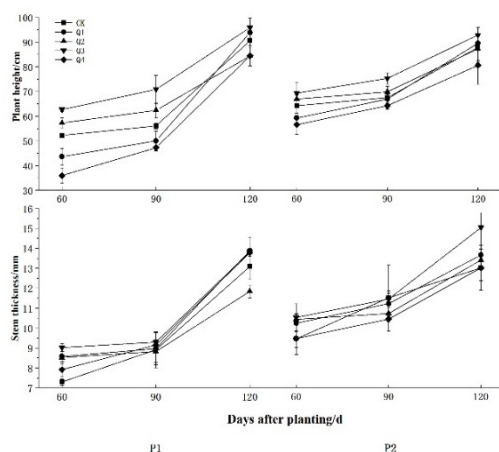 CK
Q1
Q2
Q3
Q4
Plant height/cm
100
90
80
70
60
50
40
30
60 90 120 60 90 120
Stem thickness/mm
16
15
14
13
12
11
10
9
8
7
60 90 120 60 90 120
Days after planting/d
P1 P2